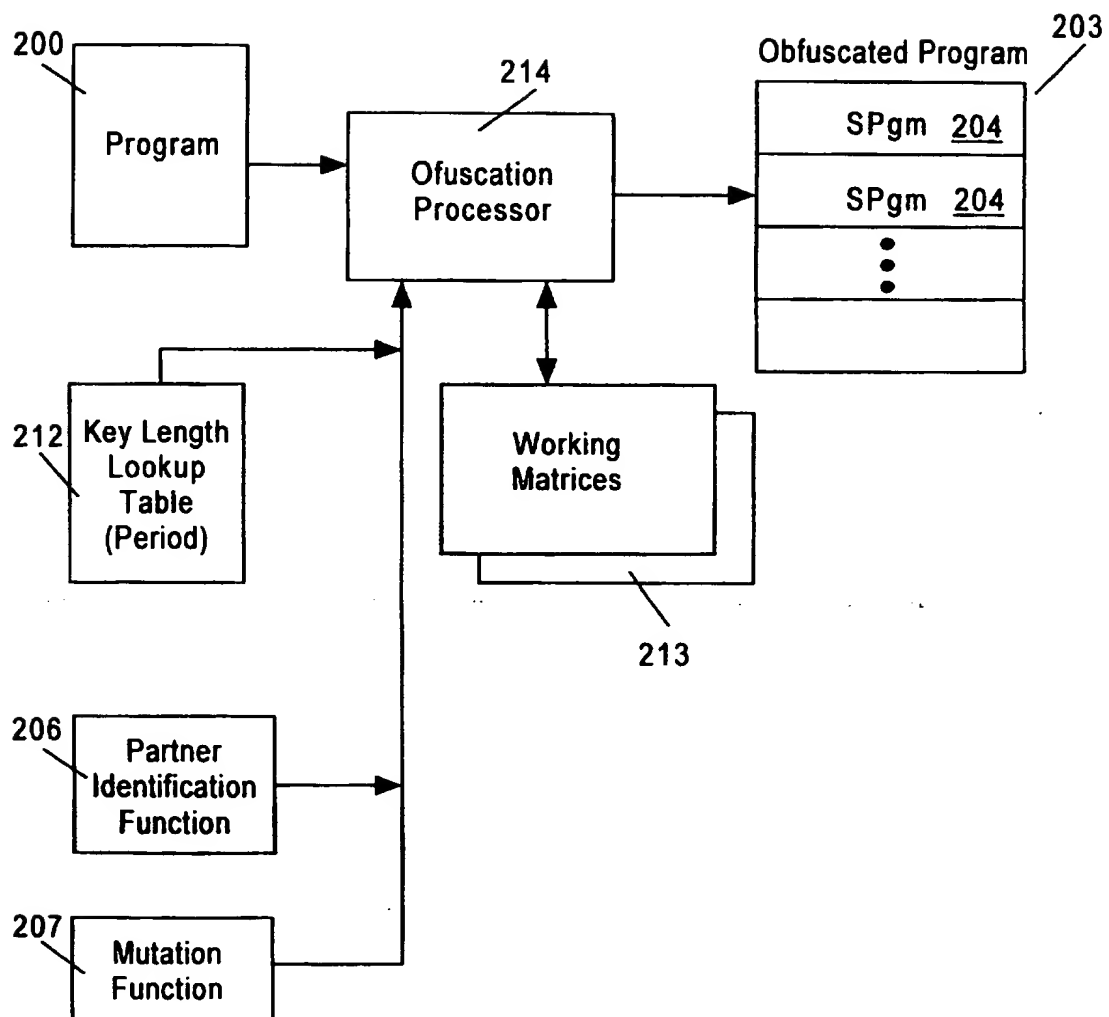 203
200
Obfuscated Program
214
Program
Ofuscation
Processor
SPgm 204
SPgm 204
212
Key Length
Lookup
Table
(Period)
Working
Matrices
213
206
Partner
Identification
Function
207
Mutation
Function